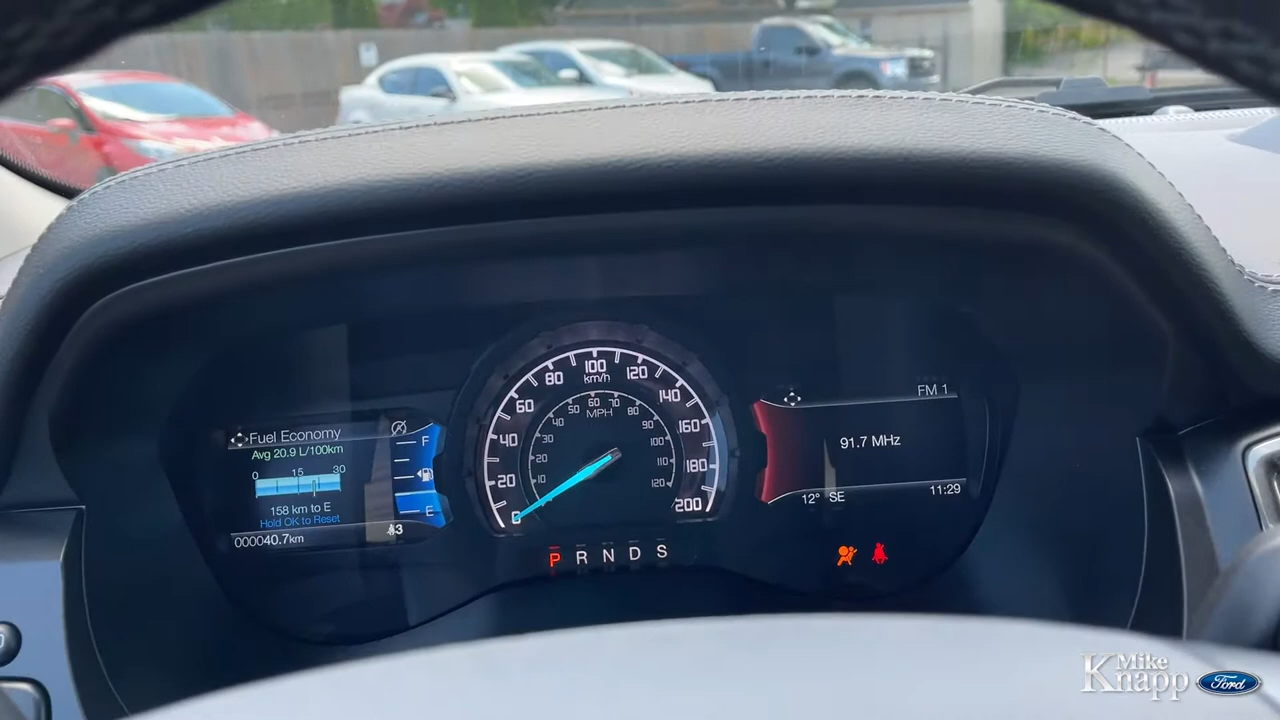 Fuel Economy
Avg 20.9 L/100km
0 15 30
158 km to E
Hold OK to Reset
000040.7km
3
F
E
0 20 40 60 80 100 120 140 160 180 200
km/h
10 20 30 40 50 60 70 80 90 100 110 120
MPH
P R N D S
FM 1
91.7 MHz
12° SE
11:29
Mike
Knapp
Ford